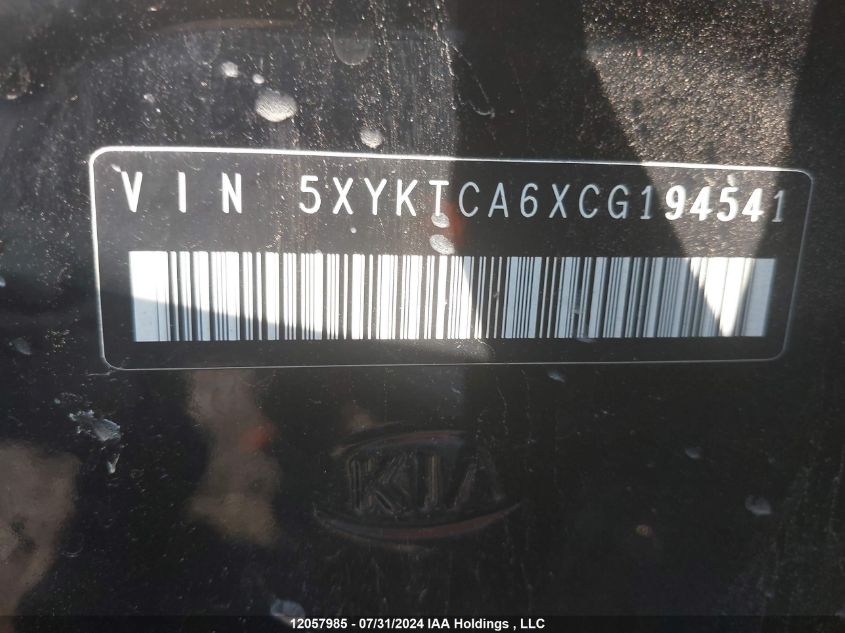 VIN 5XYKTCA6XCG194541
KIA
12057985 - 07/31/2024 IAA Holdings , LLC